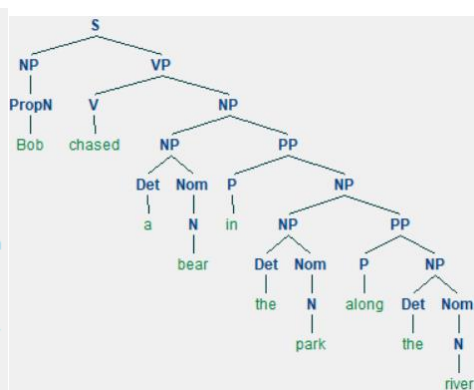 S
NP VP
PropN V NP
Bob chased NP PP
Det Nom P NP
a N in NP PP
bear Det Nom P NP
the N along Det Nom
park the N
river